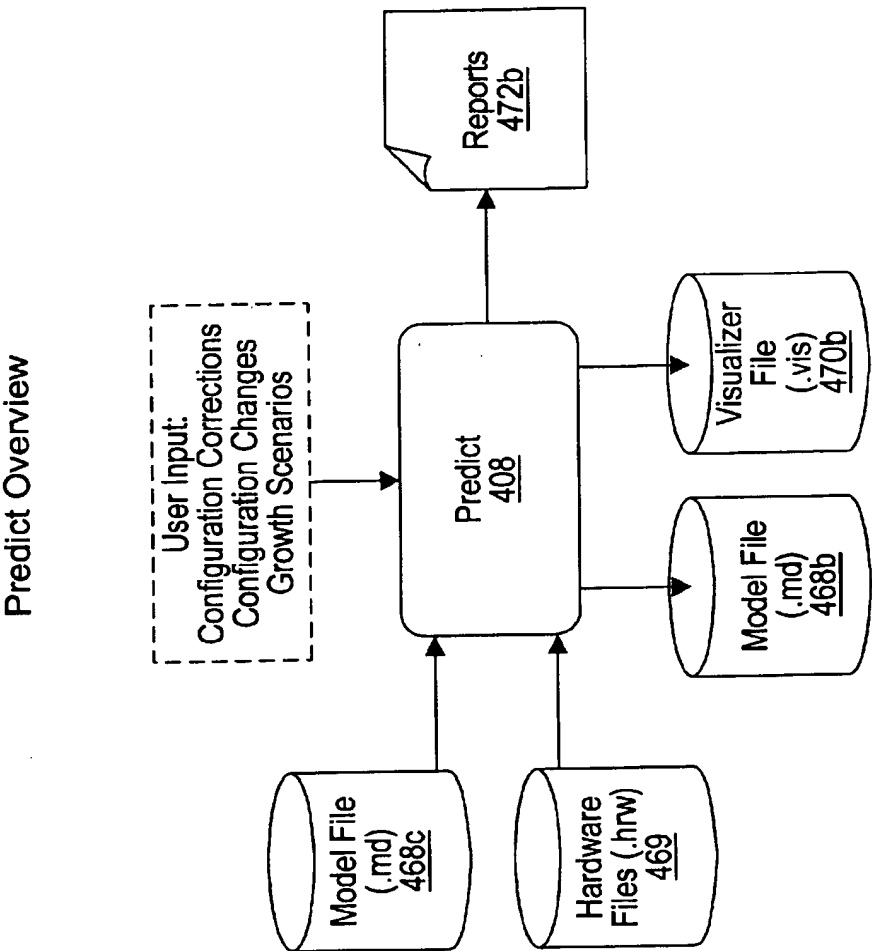 Predict Overview
User Input:
Configuration Corrections
Configuration Changes
Growth Scenarios
Model File
(.md)
468c
Hardware
Files (.hrw)
469
Predict
408
Reports
472b
Model File
(.md)
468b
Visualizer
File
(.vis)
470b